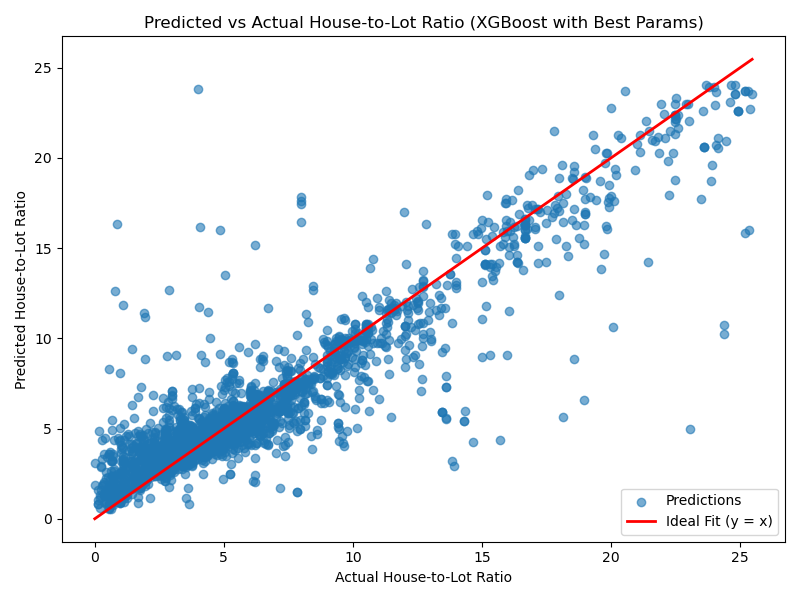 Predicted vs Actual House-to-Lot Ratio (XGBoost with Best Params)
Predicted House-to-Lot Ratio
25
20
15
10
5
0
0 5 10 15 20 25
Actual House-to-Lot Ratio
Predictions
Ideal Fit (y = x)